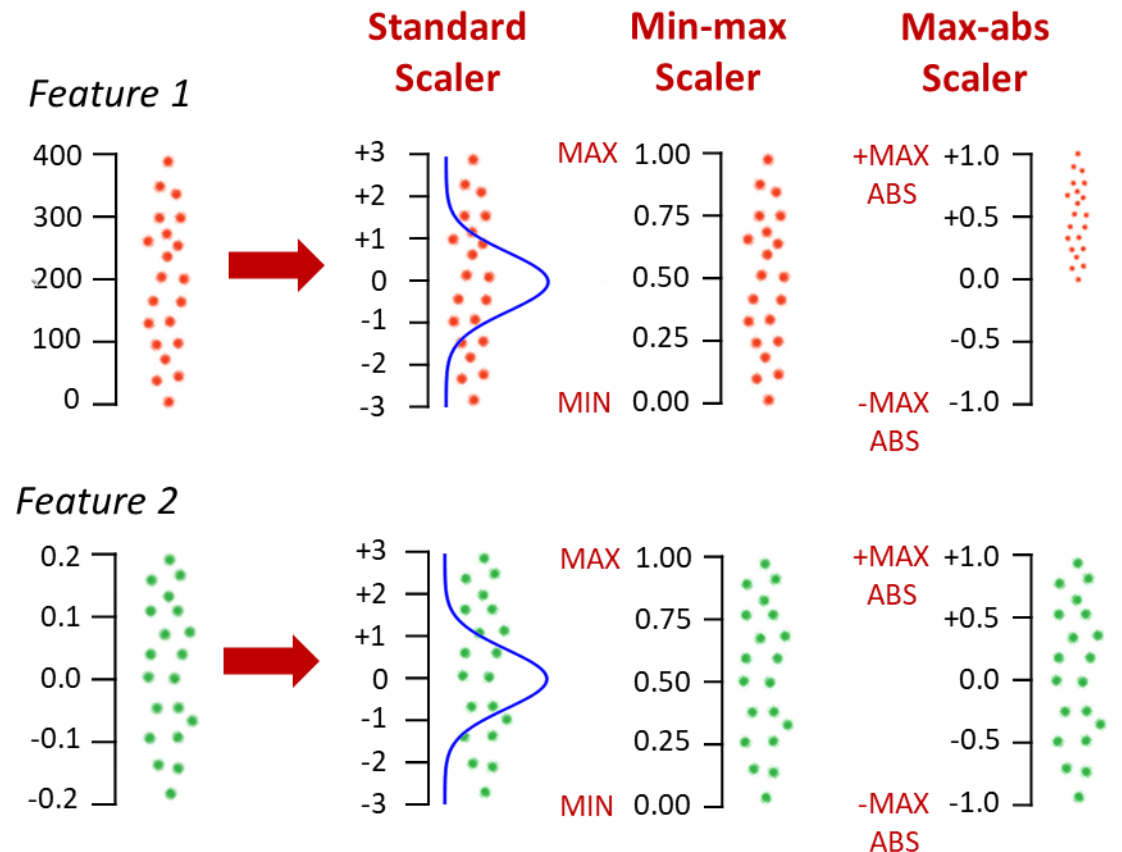 Standard
Scaler
Min-max
Scaler
Max-abs
Scaler
Feature 1
400
300
200
100
0
+3
+2
+1
0
-1
-2
-3
MAX
MIN
1.00
0.75
0.50
0.25
0.00
+MAX
ABS
-MAX
ABS
+1.0
+0.5
0.0
-0.5
-1.0
Feature 2
0.2
0.1
0.0
-0.1
-0.2
+3
+2
+1
0
-1
-2
-3
MAX
MIN
1.00
0.75
0.50
0.25
0.00
+MAX
ABS
-MAX
ABS
+1.0
+0.5
0.0
-0.5
-1.0